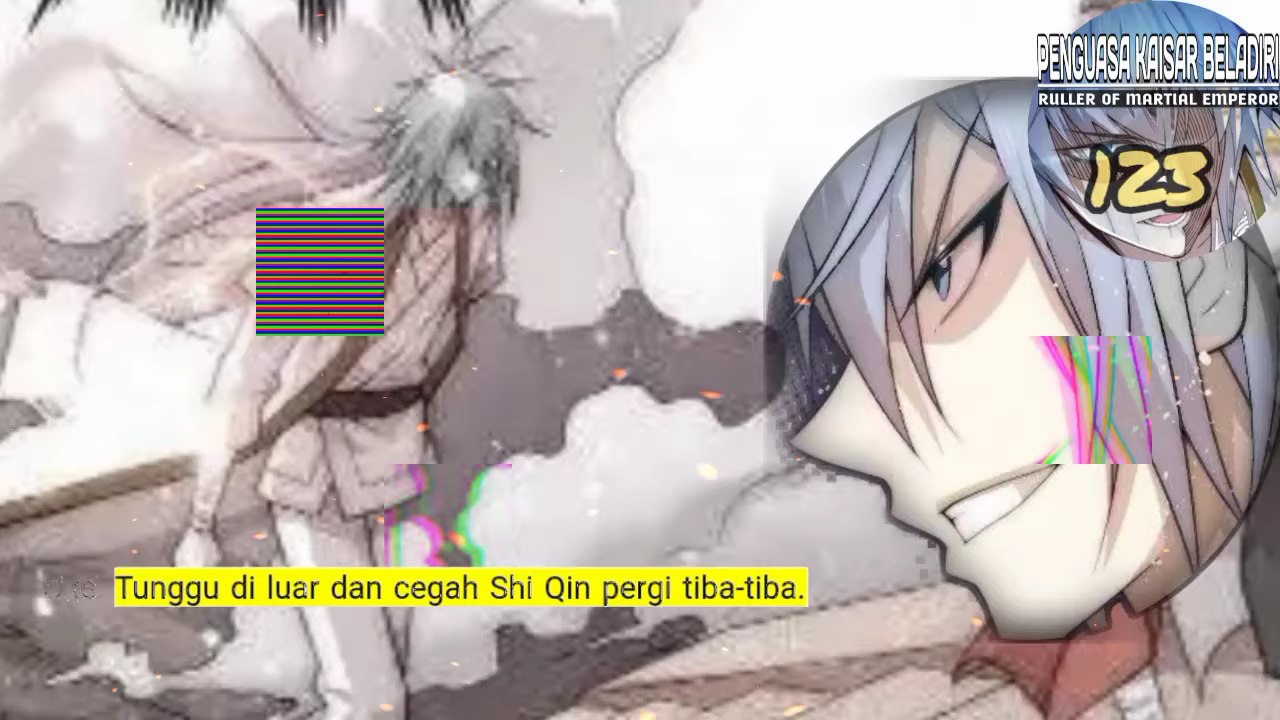 PENGUASA KAISAR BELADIRI
RULLER OF MARTIAL EMPEROR
123
Tunggu di luar dan cegah Shi Qin pergi tiba-tiba.